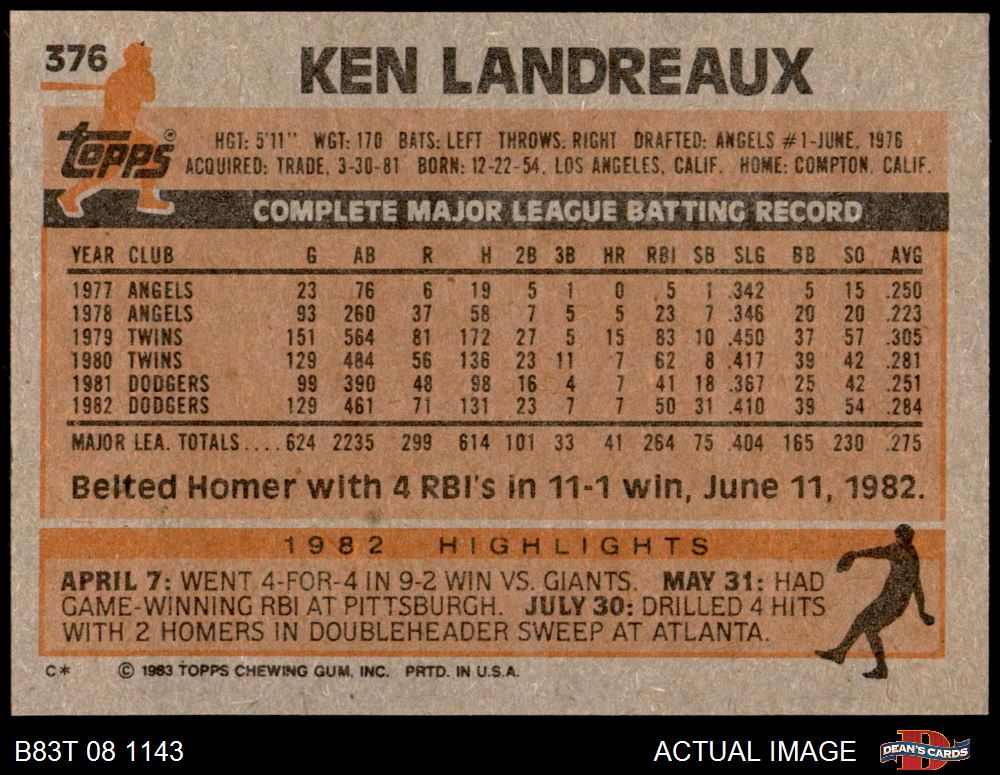 376 KEN LANDREAUX
topps®
HGT: 5'11" WGT: 170 BATS: LEFT THROWS: RIGHT DRAFTED: ANGELS #1-JUNE, 1976
ACQUIRED: TRADE, 3-30-81 BORN: 12-22-54, LOS ANGELES, CALIF. HOME: COMPTON, CALIF.
COMPLETE MAJOR LEAGUE BATTING RECORD
YEAR CLUB G AB R H 2B 3B HR RBI SB SLG BB SO AVG
1977 ANGELS 23 76 6 19 5 1 0 5 1 .342 5 15 .250
1978 ANGELS 93 260 37 58 7 5 5 23 7 .346 20 20 .223
1979 TWINS 151 564 81 172 27 5 15 83 10 .450 37 57 .305
1980 TWINS 129 484 56 136 23 11 7 62 8 .417 39 42 .281
1981 DODGERS 99 390 48 98 16 4 7 41 18 .367 25 42 .251
1982 DODGERS 129 461 71 131 23 7 7 50 31 .410 39 54 .284
MAJOR LEA. TOTALS.... 624 2235 299 614 101 33 41 264 75 .404 165 230 .275
Belted Homer with 4 RBI's in 11-1 win, June 11, 1982.
1982 HIGHLIGHTS
APRIL 7: WENT 4-FOR-4 IN 9-2 WIN VS. GIANTS. MAY 31: HAD
GAME-WINNING RBI AT PITTSBURGH. JULY 30: DRILLED 4 HITS
WITH 2 HOMERS IN DOUBLEHEADER SWEEP AT ATLANTA.
C* © 1983 TOPPS CHEWING GUM, INC. PRTD. IN U.S.A.
B83T 08 1143 ACTUAL IMAGE DEAN'S CARDS